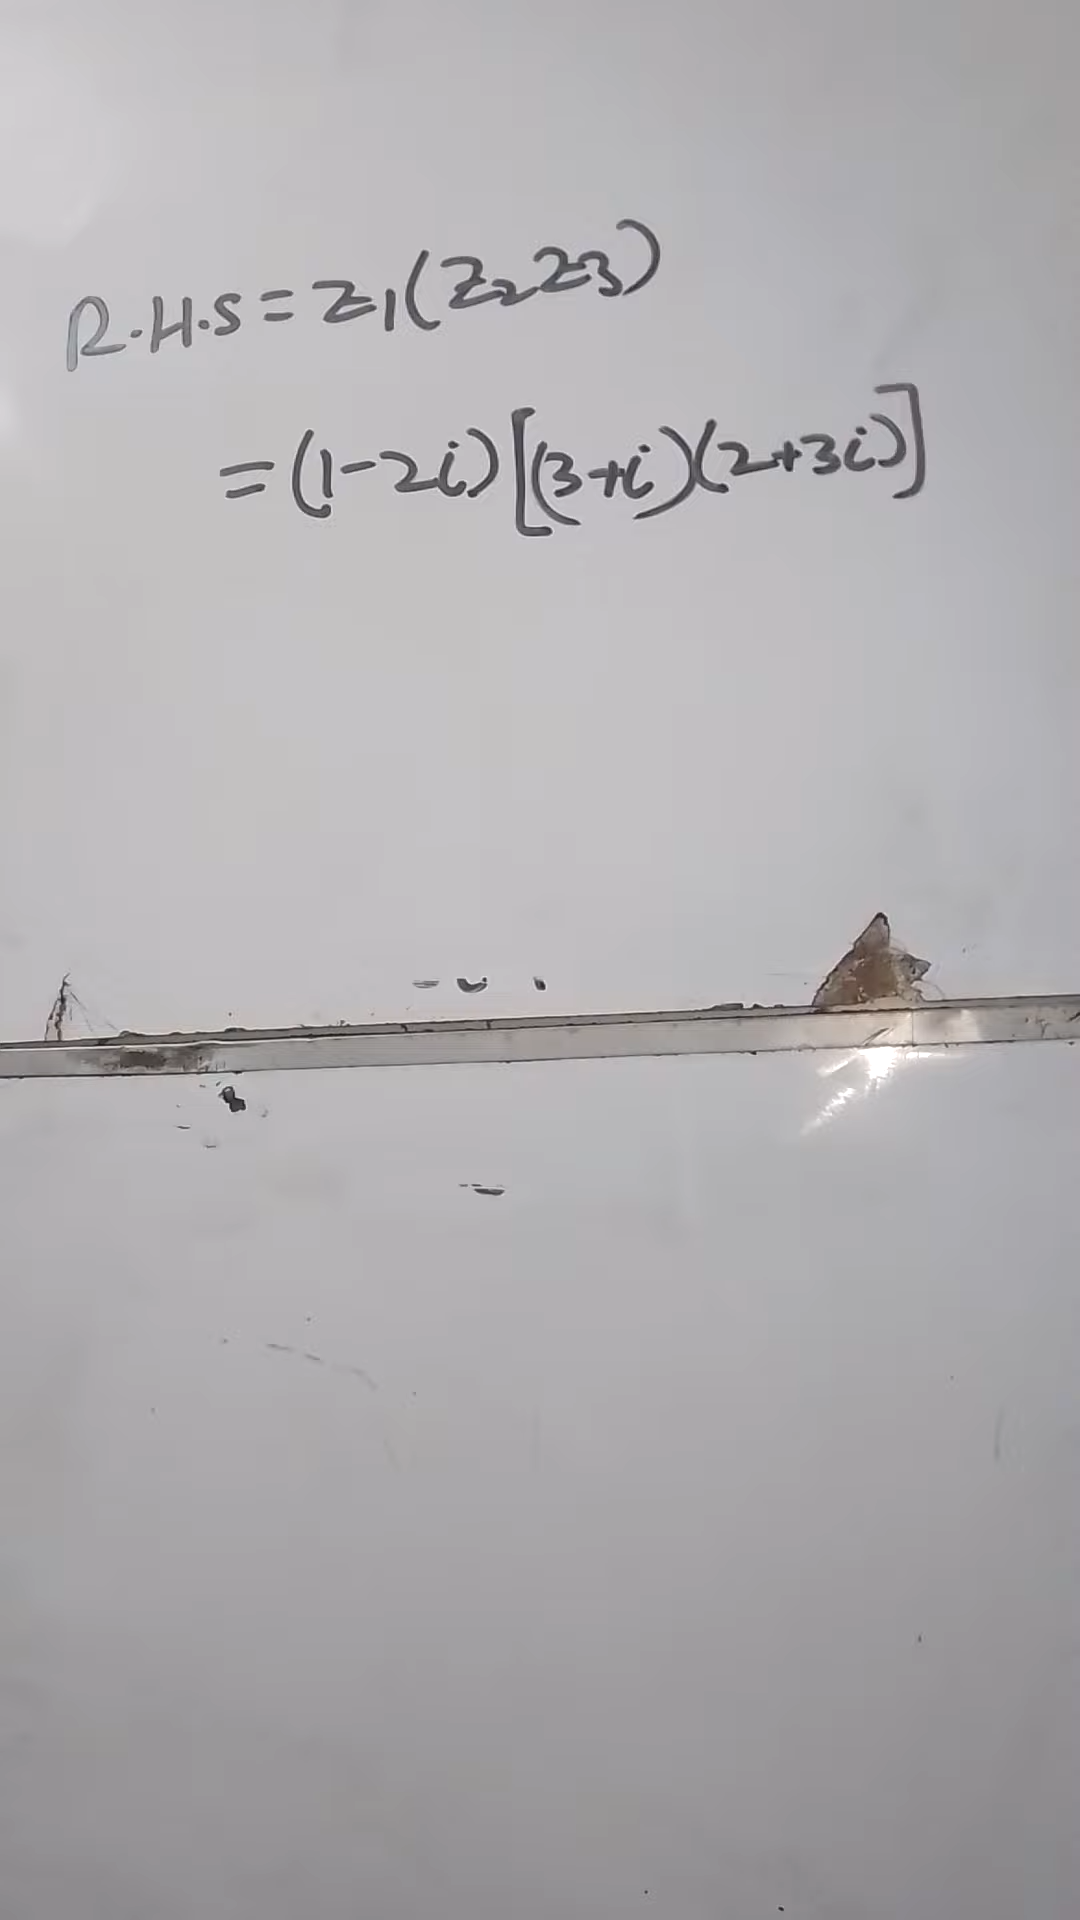 R.H.S = z₁(z₂z₃)
= (1-2i)[(3+i)(2+3i)]